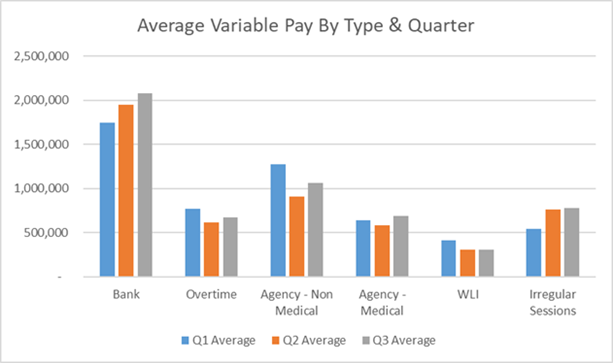 Average Variable Pay By Type & Quarter
2,500,000
2,000,000
1,500,000
1,000,000
500,000
-
Bank
Overtime
Agency - Non
Medical
Agency -
Medical
WLI
Irregular
Sessions
Q1 Average Q2 Average Q3 Average